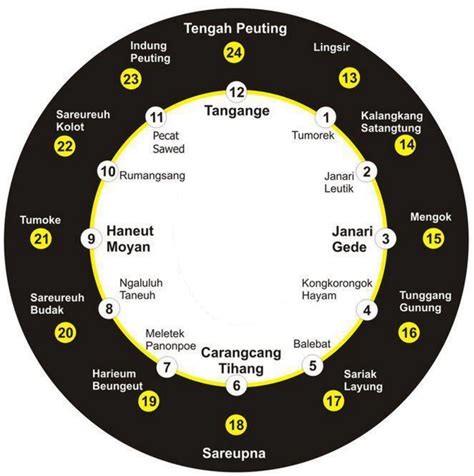 Tengah Peuting
24
Lingsir
13
Kalangkang
Satangtung
14
Mengok
15
Tunggang
Gunung
16
Sariak
Layung
17
18
Sareupna
Harieum
Beungeut
19
Sareureuh
Budak
20
Tumoke
21
Sareureuh
Kolot
22
Indung
Peuting
23
12
Tangange
1
Tumorek
2
Janari
Leutik
3
Janari
Gede
4
Kongkorongok
Hayam
5
Balebat
6
Carangcang
Tihang
7
Meletek
Panonpoe
8
Ngaluluh
Taneuh
9
Haneut
Moyan
10
Rumangsang
11
Pecat
Sawed